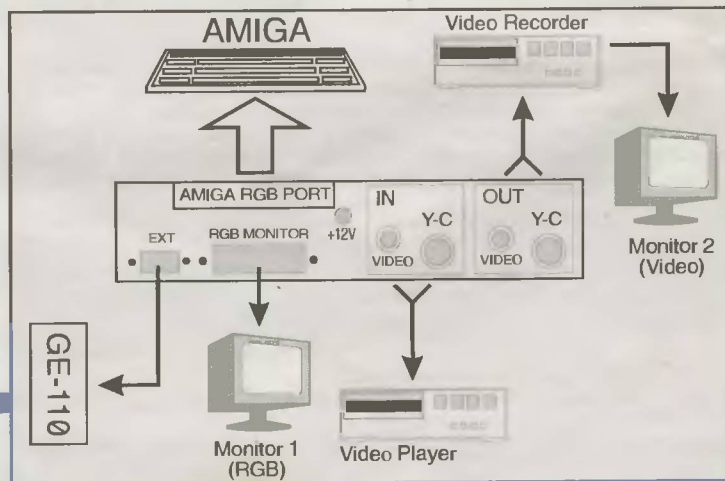 AMIGA
Video Recorder
AMIGA RGB PORT
IN
OUT
Y-C
Y-C
EXT
RGB MONITOR
+12V
VIDEO
VIDEO
Monitor 2
(Video)
GE-110
Monitor 1
(RGB)
Video Player